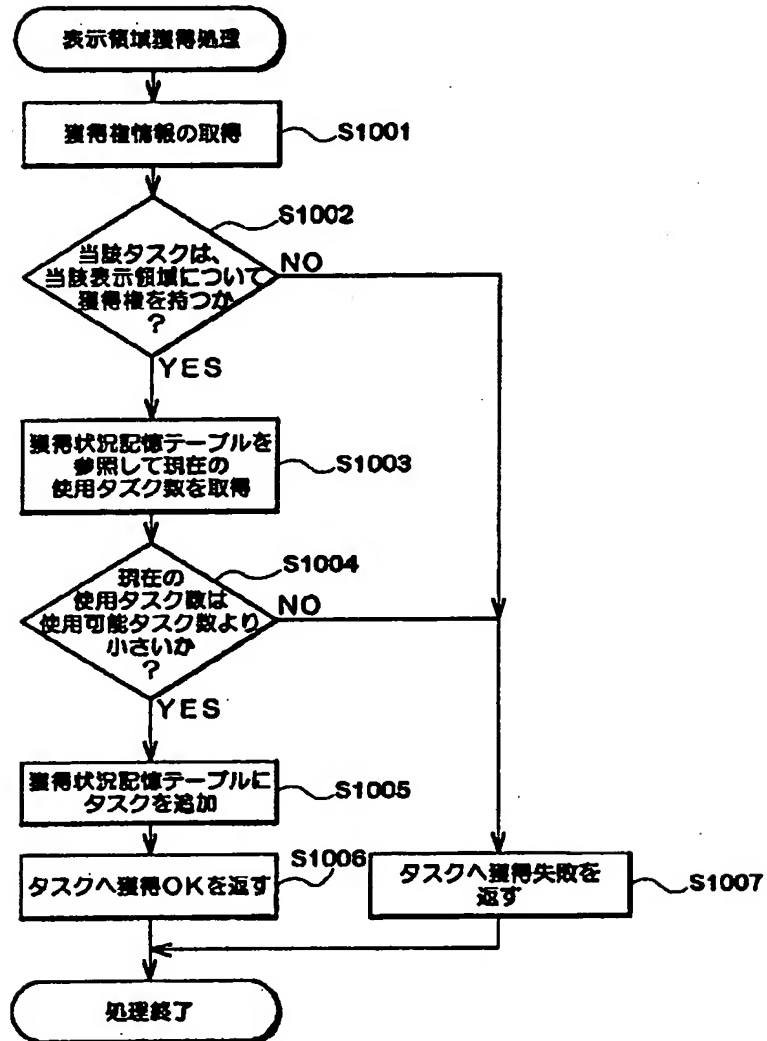 表示領域獲得処理
獲得権情報の取得
S1001
S1002
当該タスクは、
当該表示領域について
獲得権を持つか
?
NO
YES
獲得状況記憶テーブルを
参照して現在の
使用タスク数を取得
S1003
S1004
現在の
使用タスク数は
使用可能タスク数より
小さいか
?
NO
YES
獲得状況記憶テーブルに
タスクを追加
S1005
S1006
タスクへ獲得OKを返す
タスクへ獲得失敗を
返す
S1007
処理終了